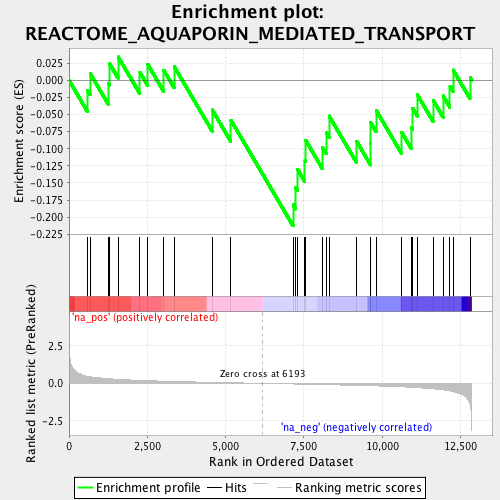 Enrichment plot:
REACTOME_AQUAPORIN_MEDIATED_TRANSPORT
Enrichment score (ES)
0.025
0.000
-0.025
-0.050
-0.075
-0.100
-0.125
-0.150
-0.175
-0.200
-0.225
'na_pos' (positively correlated)
Ranked list metric (PreRanked)
2.5
0.0
-2.5
Zero cross at 6193
'na_neg' (negatively correlated)
0
2,500
5,000
7,500
10,000
12,500
Rank in Ordered Dataset
Enrichment profile
Hits
Ranking metric scores